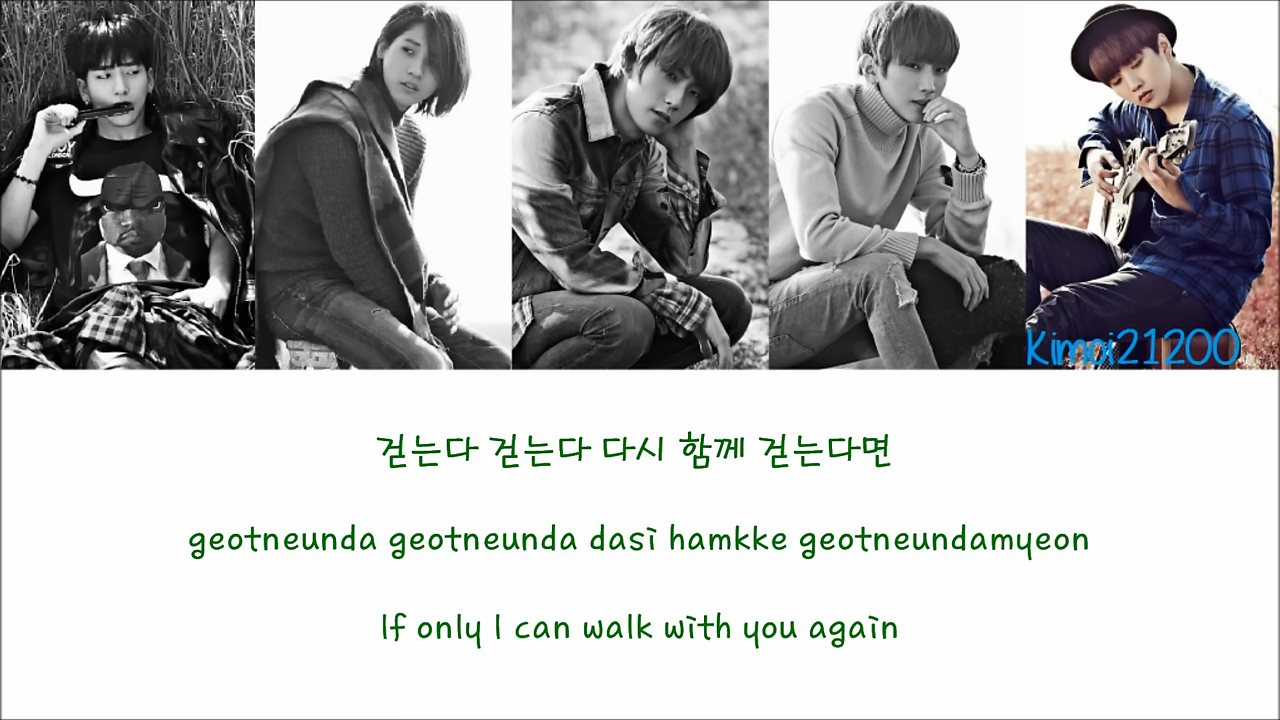 Kimoi21200
걷는다 걷는다 다시 함께 걷는다면
geotneunda geotneunda dasi hamkke geotneundamyeon
If only I can walk with you again